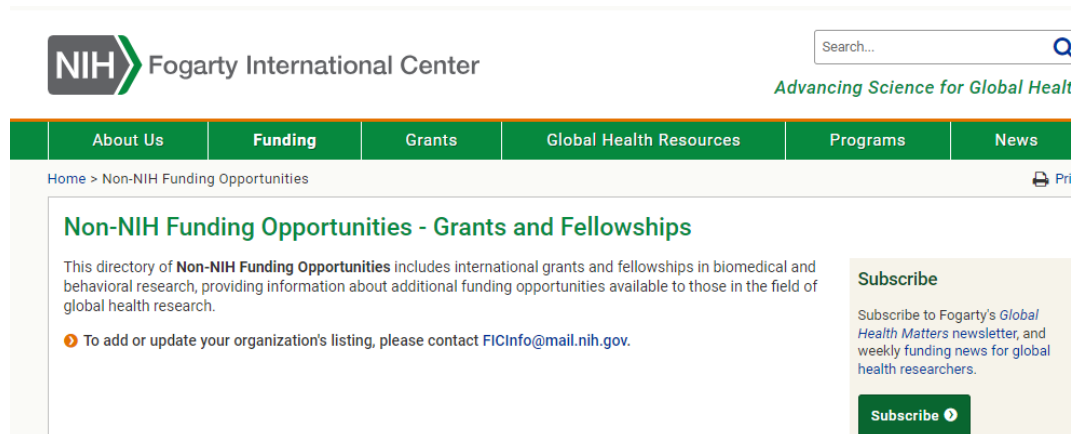 NIH Fogarty International Center
Search...
Advancing Science for Global Healt
About Us Funding Grants Global Health Resources Programs News
Home > Non-NIH Funding Opportunities
Pri
Non-NIH Funding Opportunities - Grants and Fellowships
This directory of Non-NIH Funding Opportunities includes international grants and fellowships in biomedical and
behavioral research, providing information about additional funding opportunities available to those in the field of
global health research.
To add or update your organization's listing, please contact FICInfo@mail.nih.gov.
Subscribe
Subscribe to Fogarty's Global
Health Matters newsletter, and
weekly funding news for global
health researchers.
Subscribe